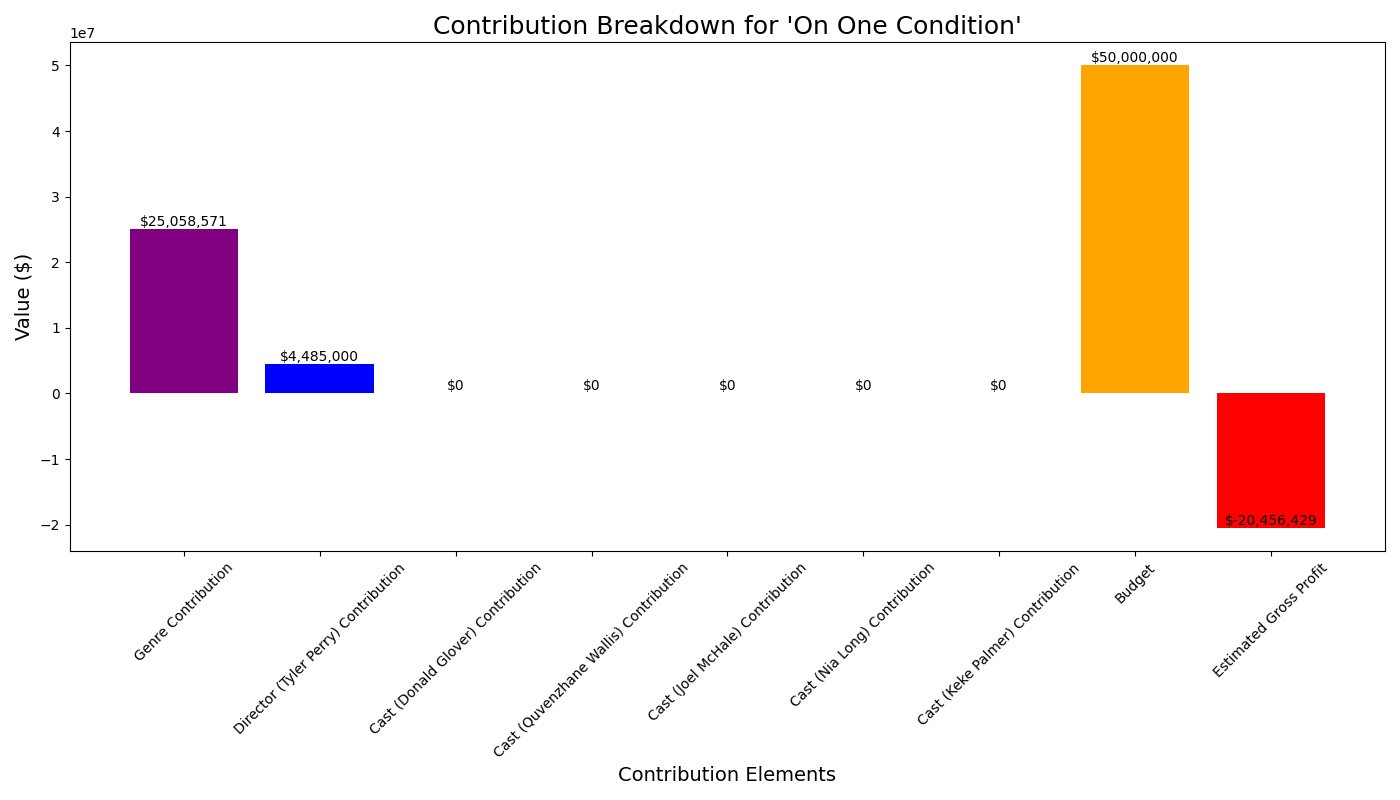 Contribution Breakdown for 'On One Condition'
1e7
Value ($)
5
4
3
2
1
0
−1
−2
$25,058,571
$4,485,000
$0
$0
$0
$0
$0
$50,000,000
$-20,456,429
Genre Contribution
Director (Tyler Perry) Contribution
Cast (Donald Glover) Contribution
Cast (Quvenzhane Wallis) Contribution
Cast (Joel McHale) Contribution
Cast (Nia Long) Contribution
Cast (Keke Palmer) Contribution
Budget
Estimated Gross Profit
Contribution Elements